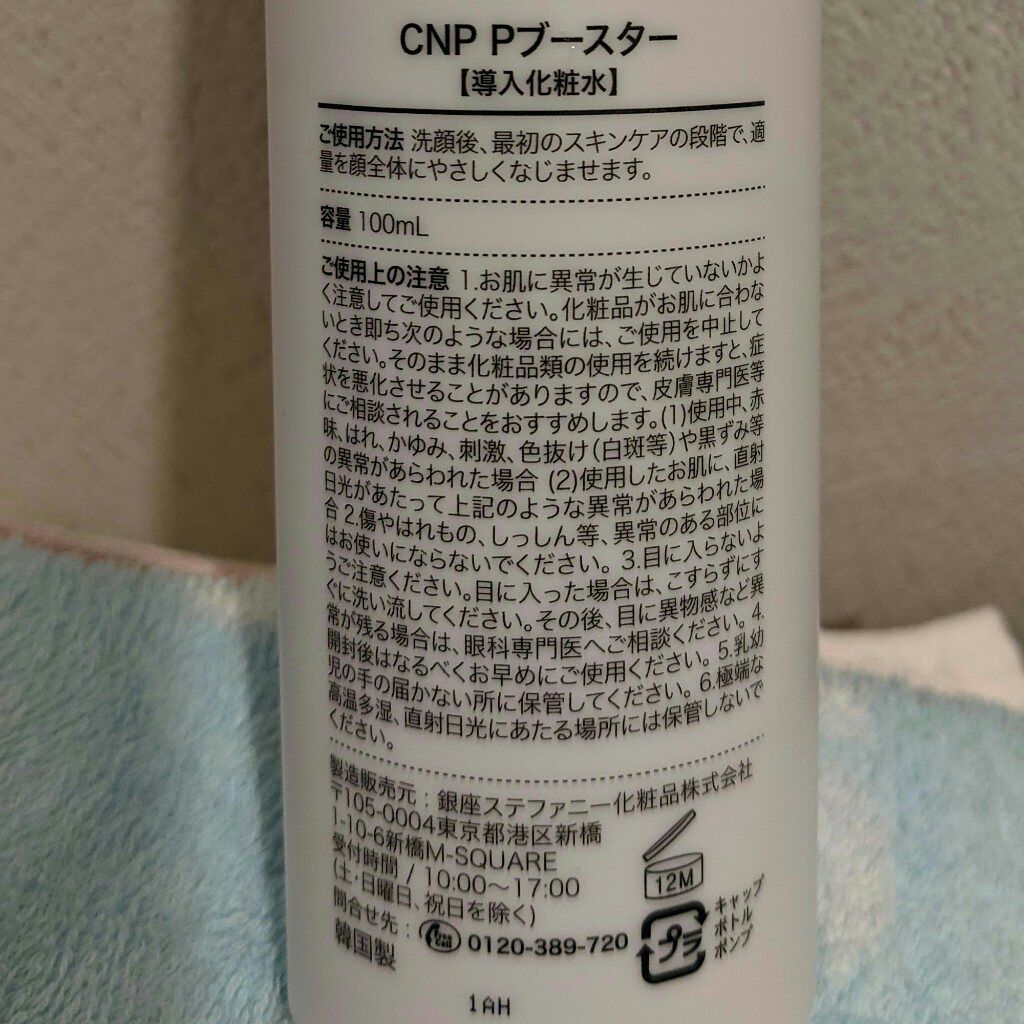 CNP Pブースター
【導入化粧水】
ご使用方法 洗顔後、最初のスキンケアの段階で、適
量を顔全体にやさしくなじませます。
容量 100mL
ご使用上の注意 1.お肌に異常が生じていないかよ
く注意してご使用ください。化粧品がお肌に合わな
いとき即ち次のような場合には、ご使用を中止して
ください。そのまま化粧品類の使用を続けますと、症
状を悪化させることがありますので、皮膚専門医等
にご相談されることをおすすめします。(1)使用中、赤
味、はれ、かゆみ、刺激、色抜け(白斑等)や黒ずみ等
の異常があらわれた場合 (2)使用したお肌に、直射
日光があたって上記のような異常があらわれた場
合 2.傷やはれもの、しっしん等、異常のある部位に
はお使いにならないでください。 3.目に入らないよ
うご注意ください。目に入った場合は、こすらずにす
ぐに洗い流してください。その後、目に異物感など異
常が残る場合は、眼科専門医へご相談ください。 4.
開封後はなるべくお早めにご使用ください。 5.乳幼
児の手の届かない所に保管してください。 6.極端な
高温多湿、直射日光にあたる場所には保管しないで
ください。
製造販売元 : 銀座ステファニー化粧品株式会社
〒105-0004東京都港区新橋
1-10-6新橋M-SQUARE
受付時間 / 10:00〜17:00
(土・日曜日、祝日を除く)
問合せ先 : 0120-389-720
韓国製
12M
プラ
キャップ
ボトル
ポンプ
1AH